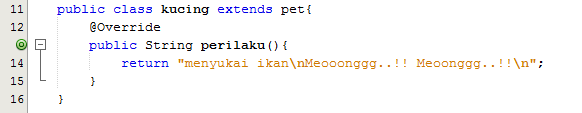 11 public class kucing extends pet{
12 @Override
public String perilaku(){
14 return "menyukai ikan\nMeooonggg..!! Meoonggg..!!\n";
15 }
16 }